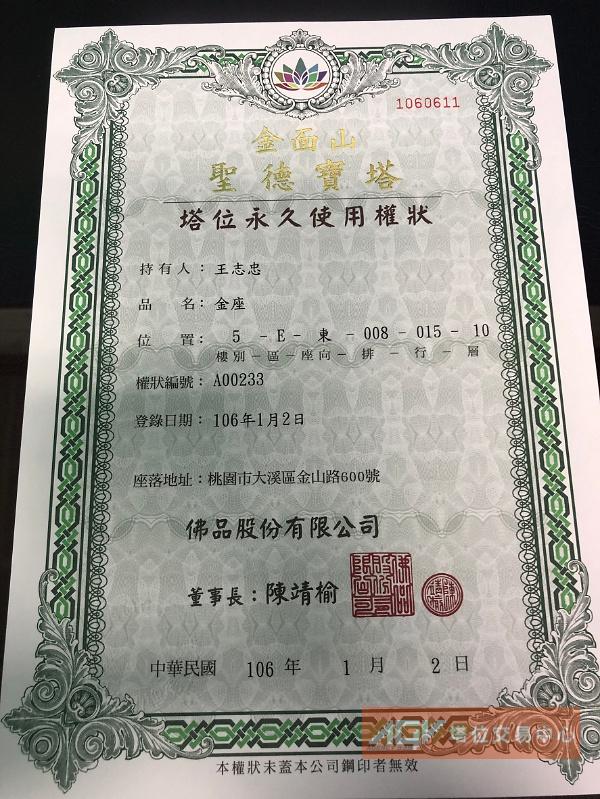 1060611
金面山
聖德寶塔
塔位永久使用權狀
持有人：王志忠
品　名：金座
位　置：5－E－東－008－015－10
樓別－區－座向－排－行－層
權狀編號：A00233
登錄日期：106年1月2日
座落地址：桃園市大溪區金山路600號
佛品股份有限公司
董事長：陳靖榆
中華民國 106 年 1 月 2 日
塔位交易中心
本權狀未蓋本公司鋼印者無效